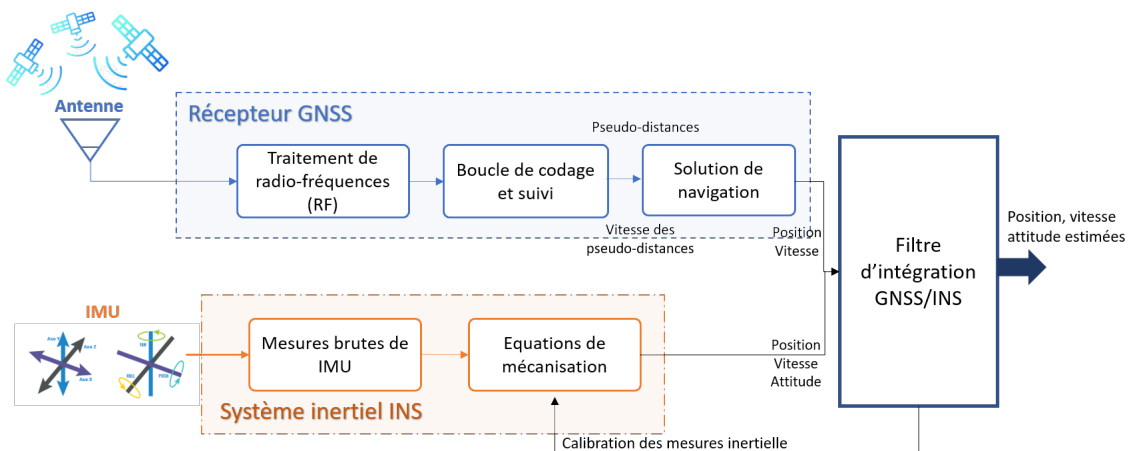 Antenne
Récepteur GNSS
Traitement de
radio-fréquences
(RF)
Boucle de codage
et suivi
Pseudo-distances
Solution de
navigation
Vitesse des
pseudo-distances
Position
Vitesse
Filtre
d'intégration
GNSS/INS
Position, vitesse
attitude estimées
IMU
Mesures brutes de
IMU
Equations de
mécanisation
Position
Vitesse
Attitude
Système inertiel INS
Calibration des mesures inertielle